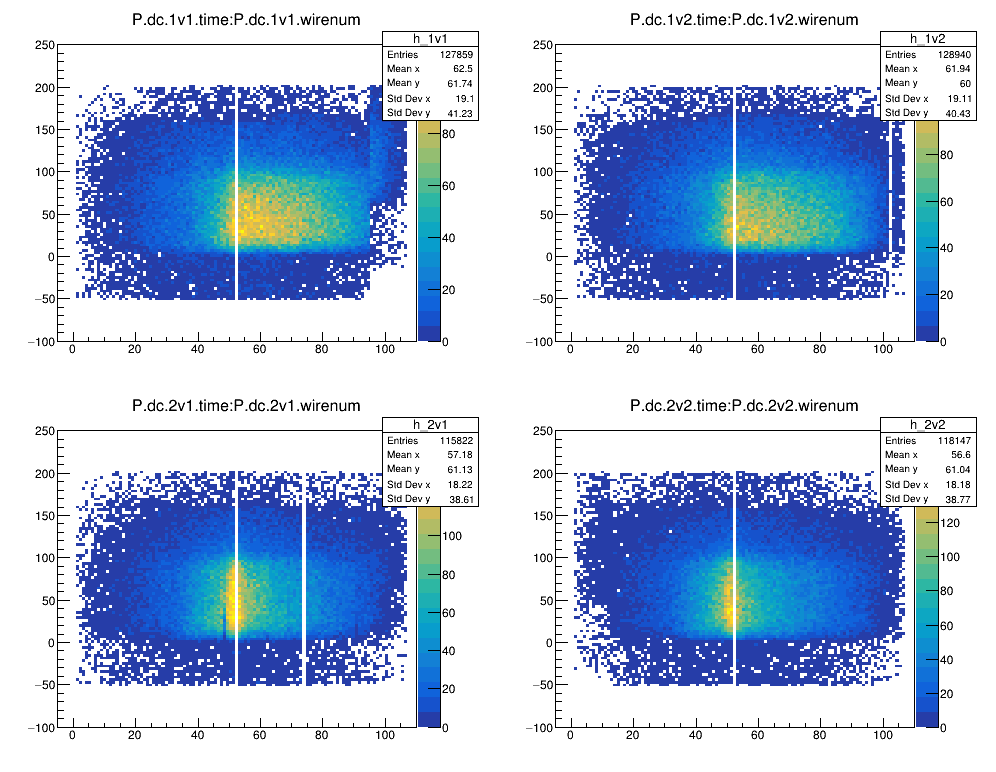 P.dc.1v1.time:P.dc.1v1.wirenum
h_1v1
Entries 127859
Mean x 62.5
Mean y 61.74
Std Dev x 19.1
Std Dev y 41.23
250
200
150
100
50
0
−50
−100
0 20 40 60 80 100
80
60
40
20
0
P.dc.1v2.time:P.dc.1v2.wirenum
h_1v2
Entries 128940
Mean x 61.94
Mean y 60
Std Dev x 19.11
Std Dev y 40.43
250
200
150
100
50
0
−50
−100
0 20 40 60 80 100
80
60
40
20
0
P.dc.2v1.time:P.dc.2v1.wirenum
h_2v1
Entries 115822
Mean x 57.18
Mean y 61.13
Std Dev x 18.22
Std Dev y 38.61
250
200
150
100
50
0
−50
−100
0 20 40 60 80 100
100
80
60
40
20
0
P.dc.2v2.time:P.dc.2v2.wirenum
h_2v2
Entries 118147
Mean x 56.6
Mean y 61.04
Std Dev x 18.18
Std Dev y 38.77
250
200
150
100
50
0
−50
−100
0 20 40 60 80 100
120
100
80
60
40
20
0